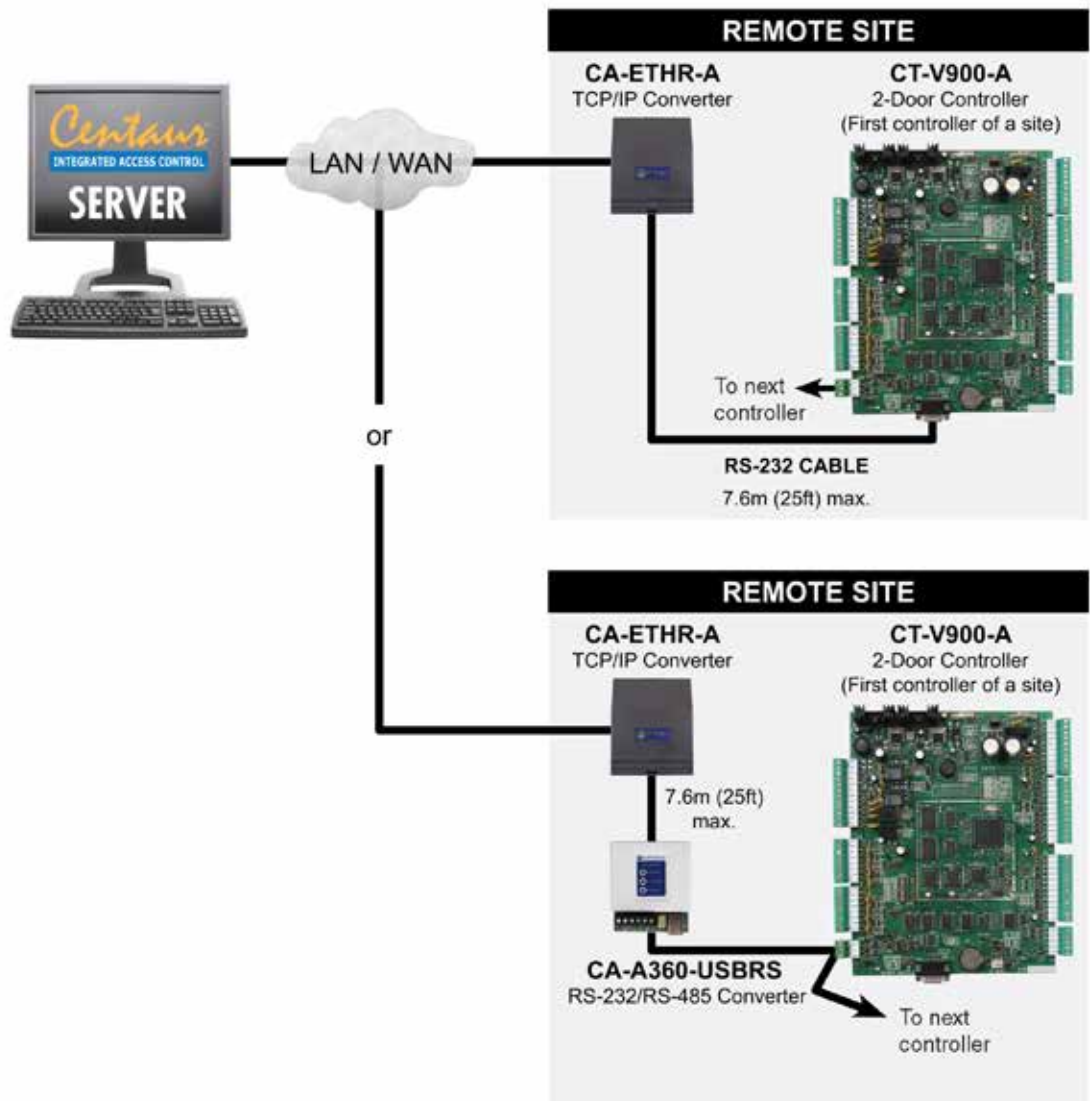 Centaur
INTEGRATED ACCESS CONTROL
SERVER
LAN / WAN
or
REMOTE SITE
CA-ETHR-A
TCP/IP Converter
CT-V900-A
2-Door Controller
(First controller of a site)
To next
controller
RS-232 CABLE
7.6m (25ft) max.
REMOTE SITE
CA-ETHR-A
TCP/IP Converter
CT-V900-A
2-Door Controller
(First controller of a site)
7.6m (25ft)
max.
CA-A360-USBRS
RS-232/RS-485 Converter
To next
controller